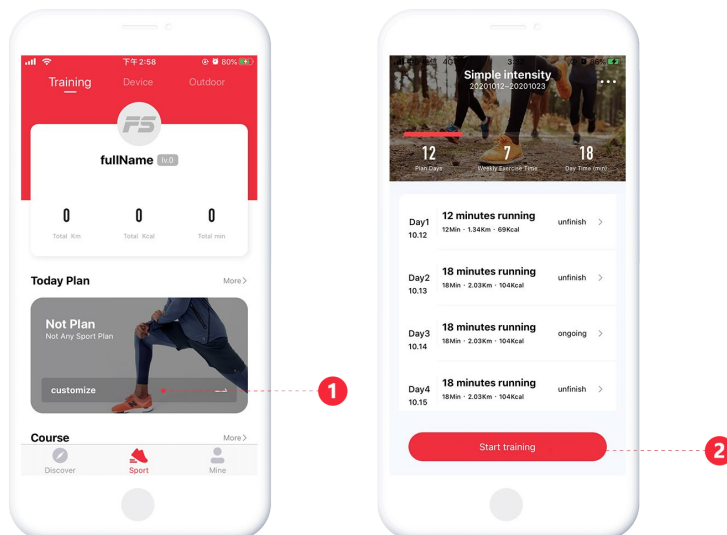 下午2:58
80%
Training
Device
Outdoor
FS
fullName lv.0
0
0
0
Total Km
Total Kcal
Total min
Today Plan
More
Not Plan
Not Any Sport Plan
customize
1
Course
More
Discover
Sport
Mine
4G
86%
Simple intensity
20201012~20201023
12
7
18
Plan Days
Weekly Exercise Time
Day Time (min)
Day1
10.12
12 minutes running
12Min · 1.34Km · 69Kcal
unfinish
Day2
10.13
18 minutes running
18Min · 2.03Km · 104Kcal
unfinish
Day3
10.14
18 minutes running
18Min · 2.03Km · 104Kcal
ongoing
Day4
10.15
18 minutes running
18Min · 2.03Km · 104Kcal
unfinish
Start training
2